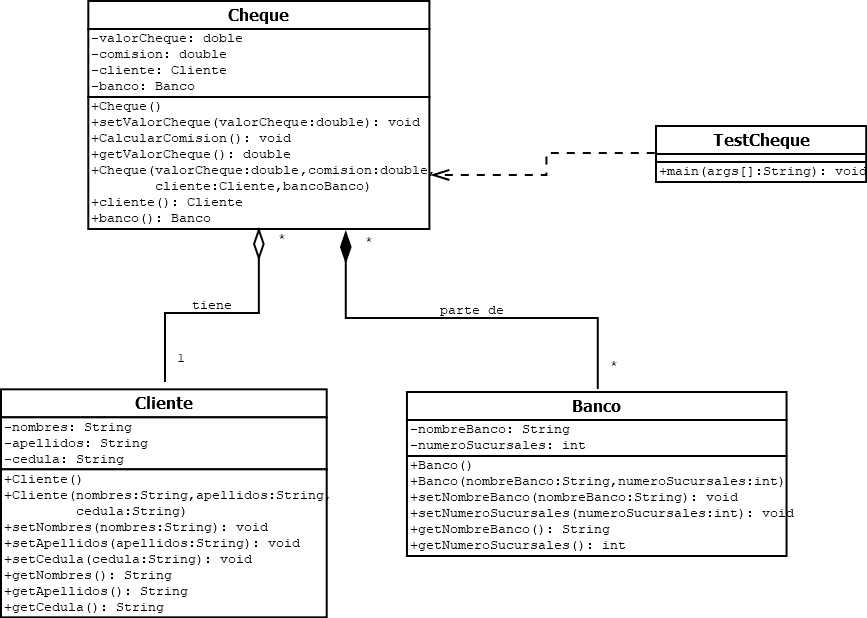 Cheque
-valorCheque: doble
-comision: double
-cliente: Cliente
-banco: Banco
+Cheque()
+setValorCheque(valorCheque:double): void
+CalcularComision(): void
+getValorCheque(): double
+Cheque(valorCheque:double,comision:double,
cliente:Cliente,bancoBanco)
+cliente(): Cliente
+banco(): Banco
TestCheque
+main(args[]:String): void
*
*
tiene
parte de
1
*
Cliente
-nombres: String
-apellidos: String
-cedula: String
+Cliente()
+Cliente(nombres:String,apellidos:String,
cedula:String)
+setNombres(nombres:String): void
+setApellidos(apellidos:String): void
+setCedula(cedula:String): void
+getNombres(): String
+getApellidos(): String
+getCedula(): String
Banco
-nombreBanco: String
-numeroSucursales: int
+Banco()
+Banco(nombreBanco:String,numeroSucursales:int)
+setNombreBanco(nombreBanco:String): void
+setNumeroSucursales(numeroSucursales:int): void
+getNombreBanco(): String
+getNumeroSucursales(): int